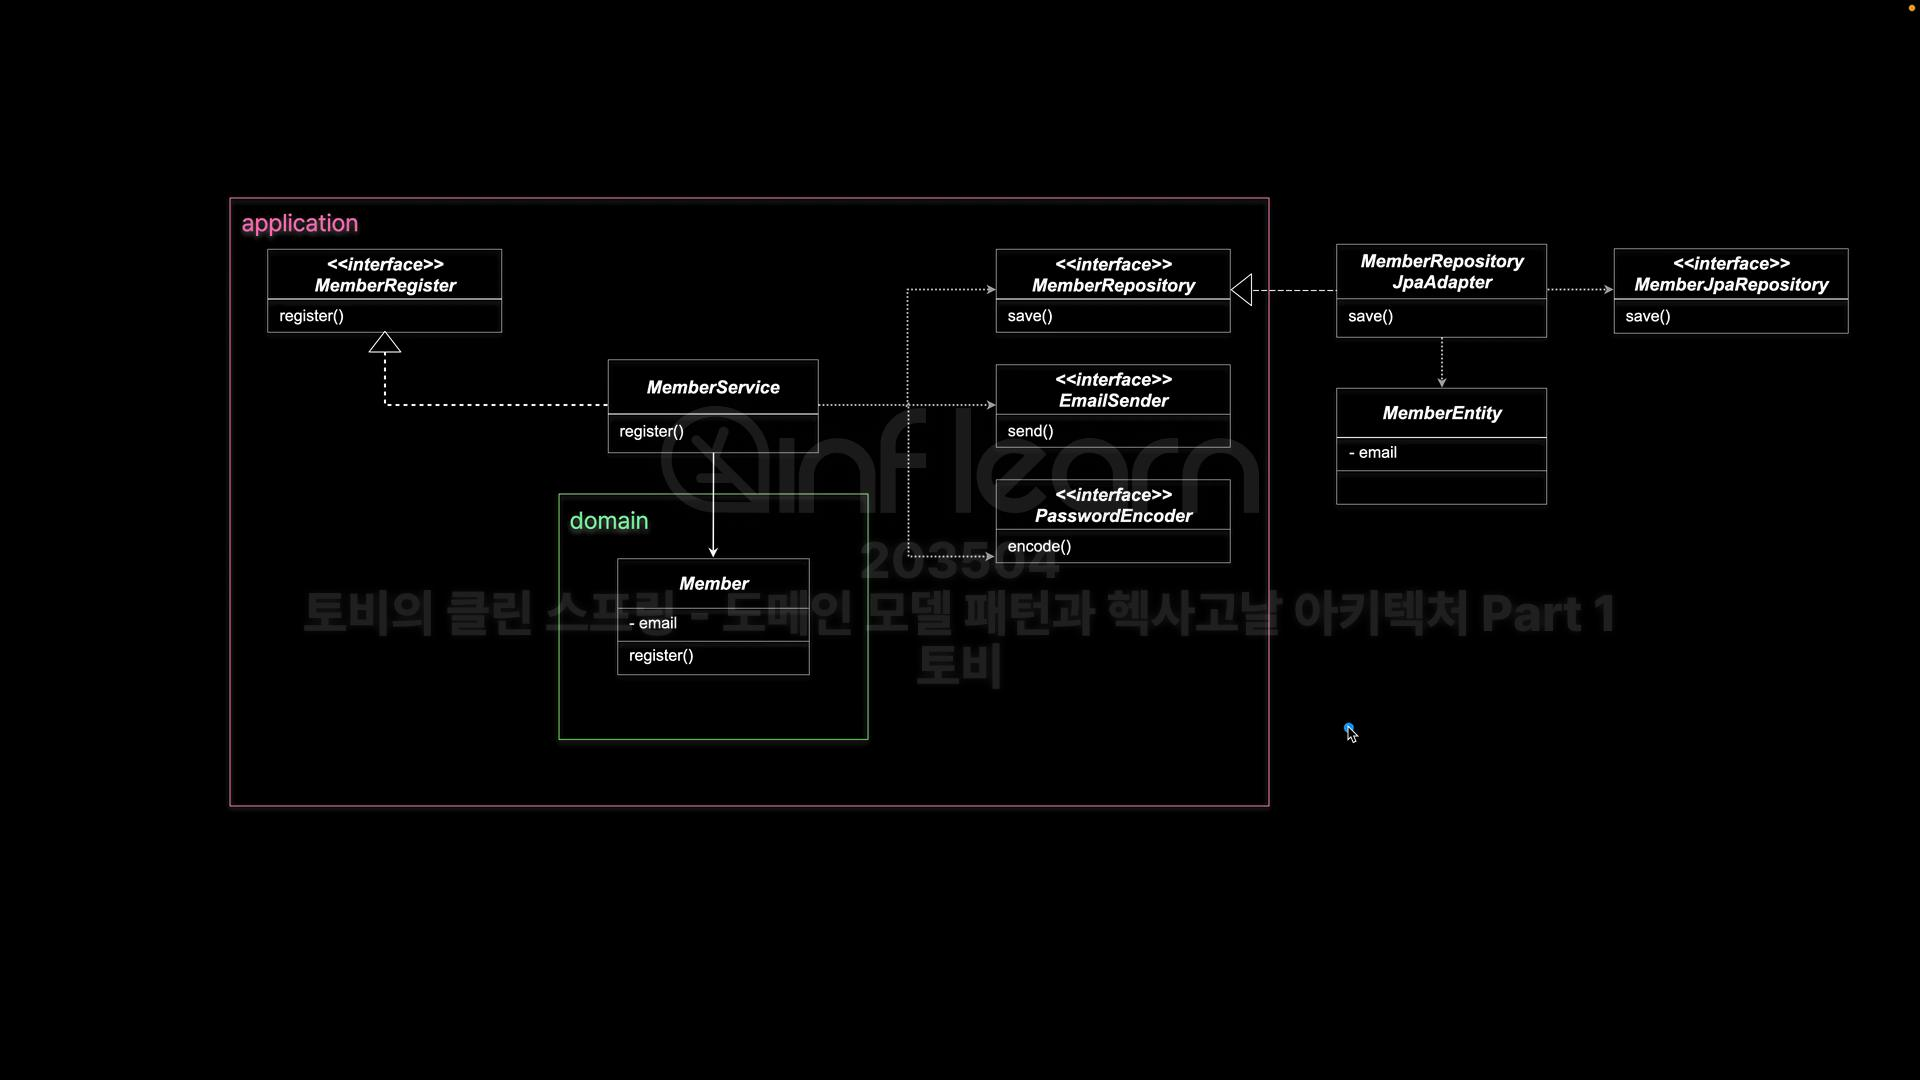 application
<<interface>>
MemberRegister
register()
MemberService
register()
domain
Member
- email
register()
<<interface>>
MemberRepository
save()
<<interface>>
EmailSender
send()
<<interface>>
PasswordEncoder
encode()
MemberRepository
JpaAdapter
save()
MemberEntity
- email
<<interface>>
MemberJpaRepository
save()
inflearn
203504
토비의 클린 스프링 - 도메인 모델 패턴과 헥사고날 아키텍처 Part 1
토비